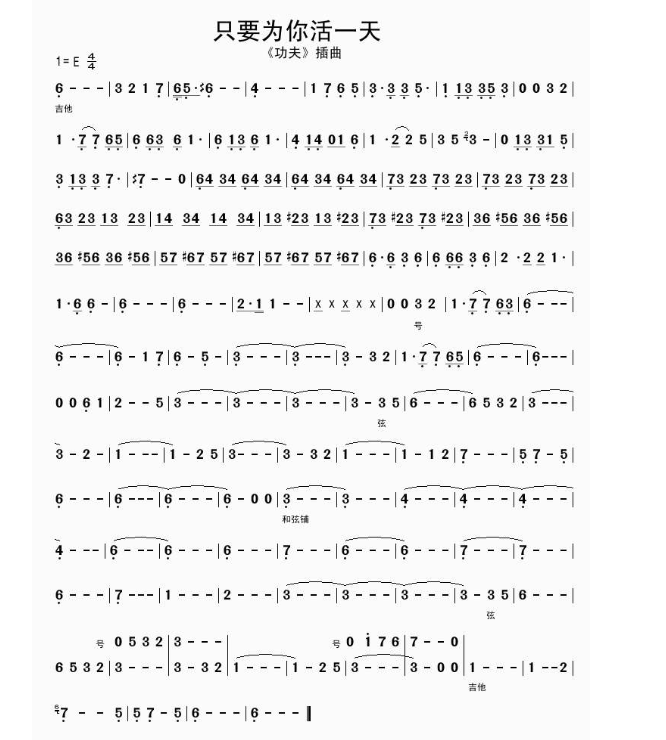 只要为你活一天
《功夫》插曲
1=E 4/4
6 - - - |3 2 1 7 |65·#6 - - |4 - - - |1 7 6 5 |3·3 3 5· |1 13 35 3 |0 0 3 2 |
吉他
1 ·7 7 65|6 63 6 1· |6 13 6 1· |4 14 01 6 |1 ·2 2 5 |3 5 3 - |0 13 31 5 |
3 13 3 7· |#7 - - 0 |64 34 64 34 |64 34 64 34 |73 23 73 23 |73 23 73 23 |
63 23 13 23 |14 34 14 34 |13 #23 13 #23 |73 #23 73 #23 |36 #56 36 #56 |
36 #56 36 #56 |57 #67 57 #67 |57 #67 57 #67 |6·6 3 6 |6 66 3 6 |2 ·2 2 1· |
1·6 6 - |6 - - - |6 - - - |2·1 1 - - |X X X X X |0 0 3 2 |1·7 7 63 |6 - - - |
号
6 - - - |6 - 1 7 |6 - 5 - |3 - - - |3 - - - |3 - 3 2 |1·7 7 65 |6 - - - |6 - - - |
0 0 6 1 |2 - - 5 |3 - - - |3 - - - |3 - - - |3 - 3 5 |6 - - - |6 5 3 2 |3 - - - |
弦
3 - 2 - |1 - - - |1 - 2 5 |3 - - - |3 - 3 2 |1 - - - |1 - 1 2 |7 - - - |5 7 - 5 |
6 - - - |6 - - - |6 - - - |6 - 0 0 |3 - - - |3 - - - |4 - - - |4 - - - |4 - - - |
和弦铺
4 - - - |6 - - - |6 - - - |6 - - - |7 - - - |6 - - - |6 - - - |7 - - - |7 - - - |
6 - - - |7 - - - |1 - - - |2 - - - |3 - - - |3 - - - |3 - - - |3 - 3 5 |6 - - - |
弦
号 0 5 3 2 |3 - - - | 号 0 1 7 6 |7 - - 0 |
6 5 3 2 |3 - - - |3 - 3 2 |1 - - - |1 - 2 5 |3 - - - |3 - 0 0 |1 - - - |1 - - 2 |
吉他
7 - - 5 |5 7 - 5 |6 - - - |6 - - - ‖